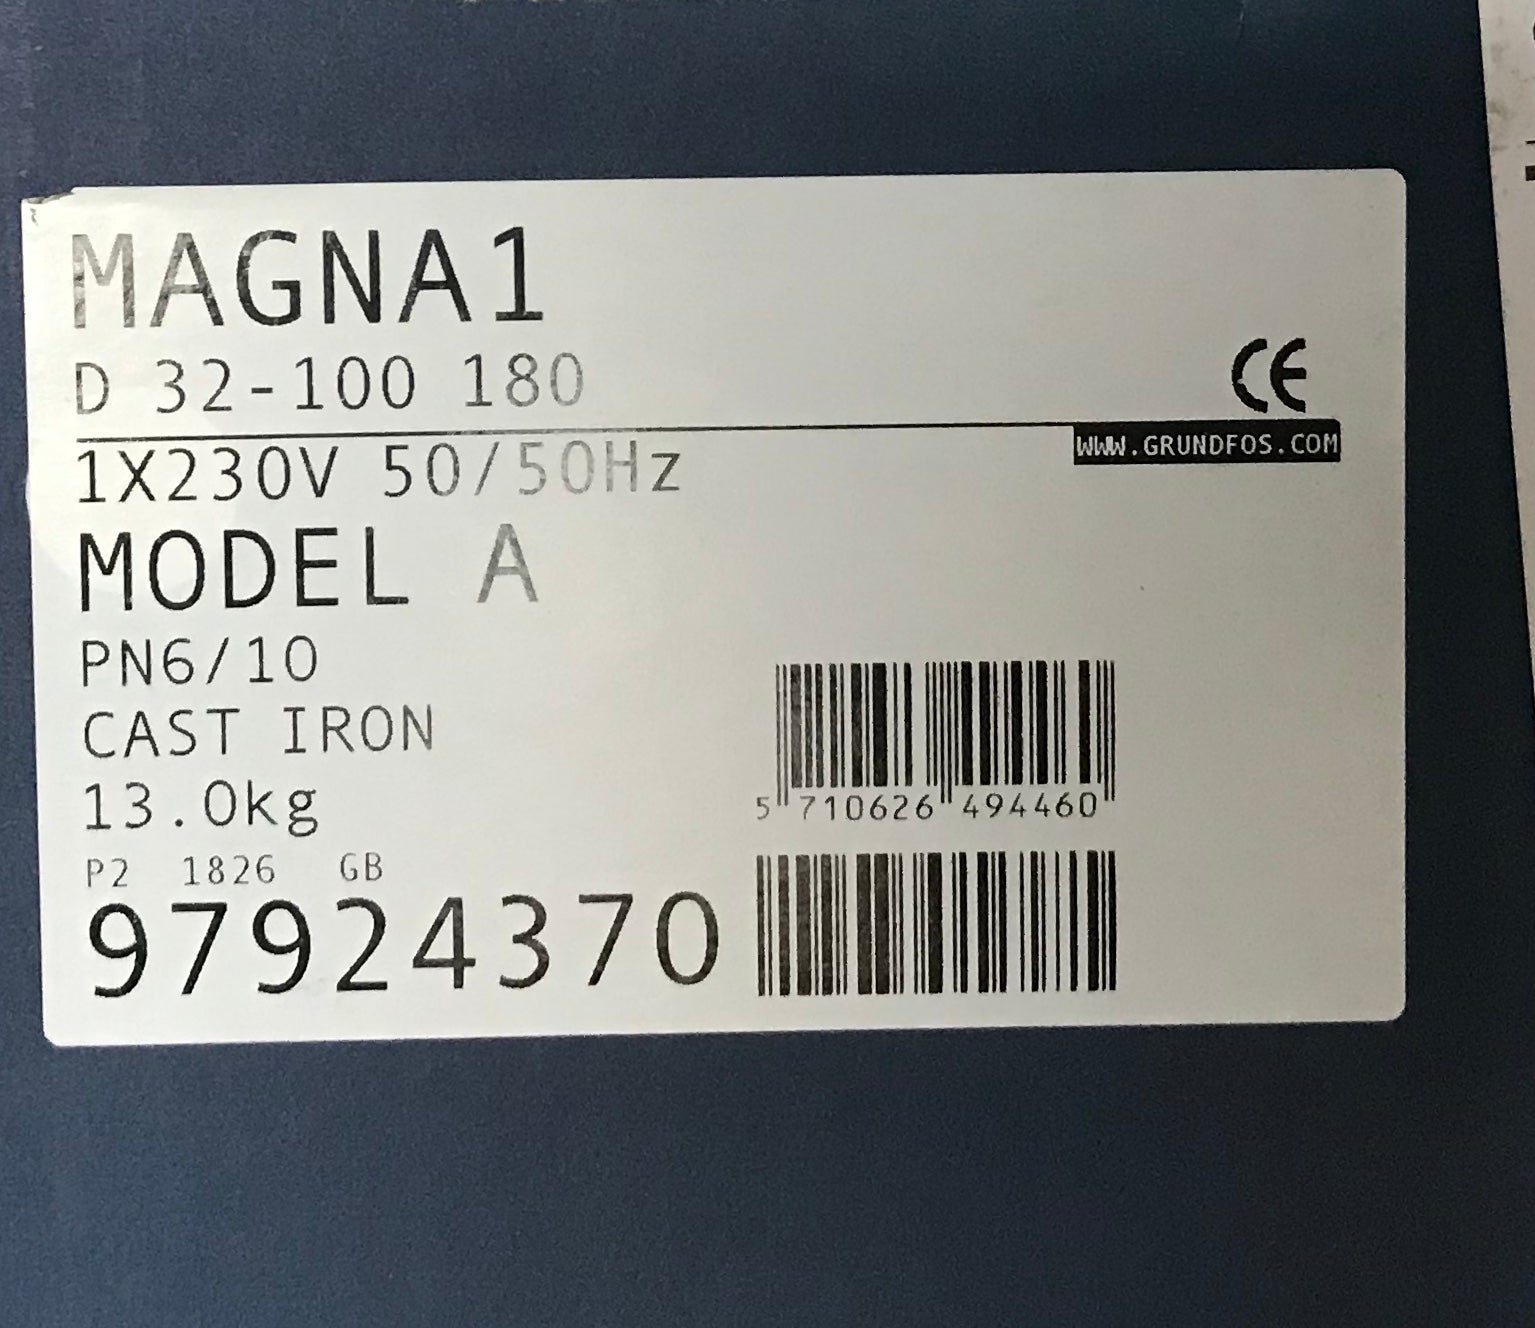 MAGNA1
D 32-100 180
CE
WWW.GRUNDFOS.COM
1X230V 50/50Hz
MODEL A
PN6/10
CAST IRON
13.0kg
5 710626 494460
P2 1826 GB
97924370